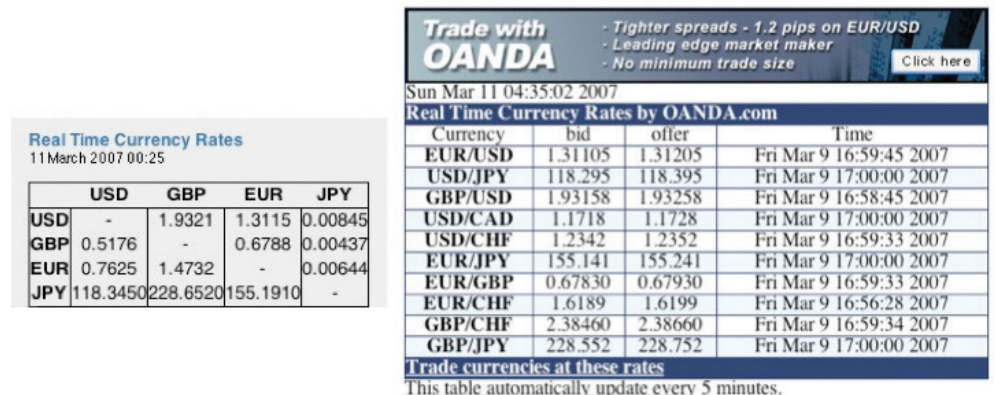 Real Time Currency Rates
11 March 2007 00:25
USD GBP EUR JPY
USD - 1.9321 1.3115 0.00845
GBP 0.5176 - 0.6788 0.00437
EUR 0.7625 1.4732 - 0.00644
JPY 118.3450 228.6520 155.1910 -
Trade with OANDA
· Tighter spreads - 1.2 pips on EUR/USD
· Leading edge market maker
· No minimum trade size
Click here
Sun Mar 11 04:35:02 2007
Real Time Currency Rates by OANDA.com
Currency bid offer Time
EUR/USD 1.31105 1.31205 Fri Mar 9 16:59:45 2007
USD/JPY 118.295 118.395 Fri Mar 9 17:00:00 2007
GBP/USD 1.93158 1.93258 Fri Mar 9 16:58:45 2007
USD/CAD 1.1718 1.1728 Fri Mar 9 17:00:00 2007
USD/CHF 1.2342 1.2352 Fri Mar 9 16:59:33 2007
EUR/JPY 155.141 155.241 Fri Mar 9 17:00:00 2007
EUR/GBP 0.67830 0.67930 Fri Mar 9 16:59:33 2007
EUR/CHF 1.6189 1.6199 Fri Mar 9 16:56:28 2007
GBP/CHF 2.38460 2.38660 Fri Mar 9 16:59:34 2007
GBP/JPY 228.552 228.752 Fri Mar 9 17:00:00 2007
Trade currencies at these rates
This table automatically update every 5 minutes.